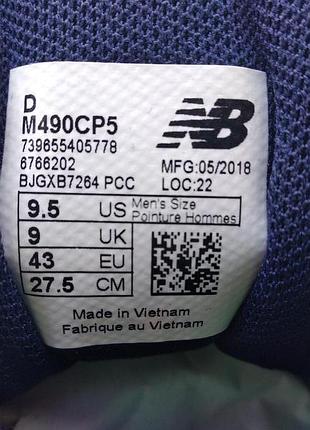 D
M490CP5
739655405778
6766202
BJGXB7264 PCC
NB
MFG:05/2018
LOC:22
9.5 US Men's Size
Pointure Hommes
9 UK
43 EU
27.5 CM
Made in Vietnam
Fabrique au Vietnam